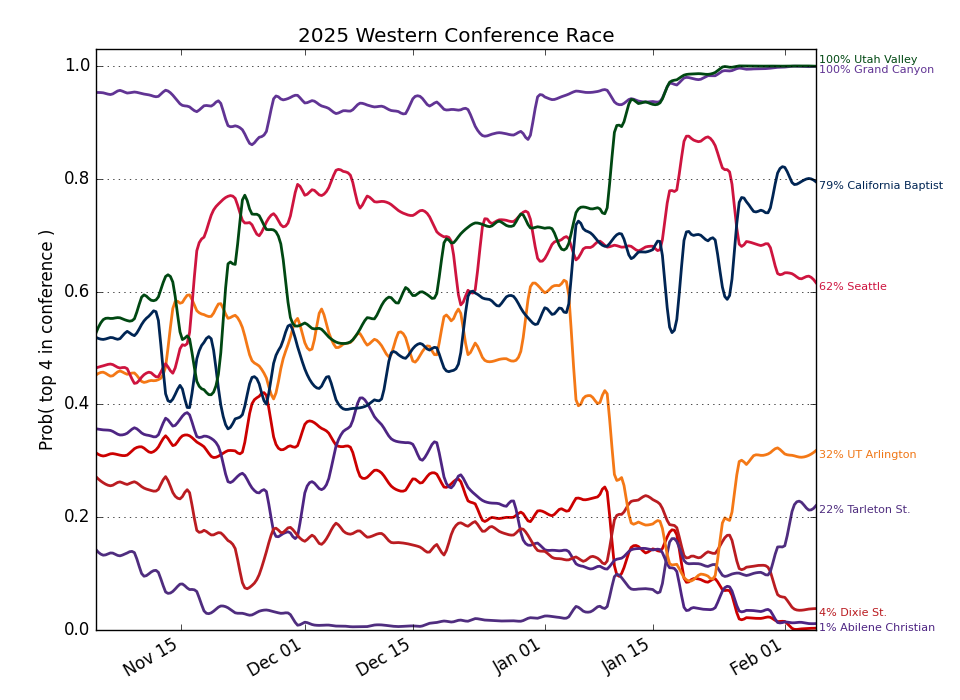 2025 Western Conference Race
Prob( top 4 in conference )
1.0
0.8
0.6
0.4
0.2
0.0
Nov 15
Dec 01
Dec 15
Jan 01
Jan 15
Feb 01
100% Utah Valley
100% Grand Canyon
79% California Baptist
62% Seattle
32% UT Arlington
22% Tarleton St.
4% Dixie St.
1% Abilene Christian